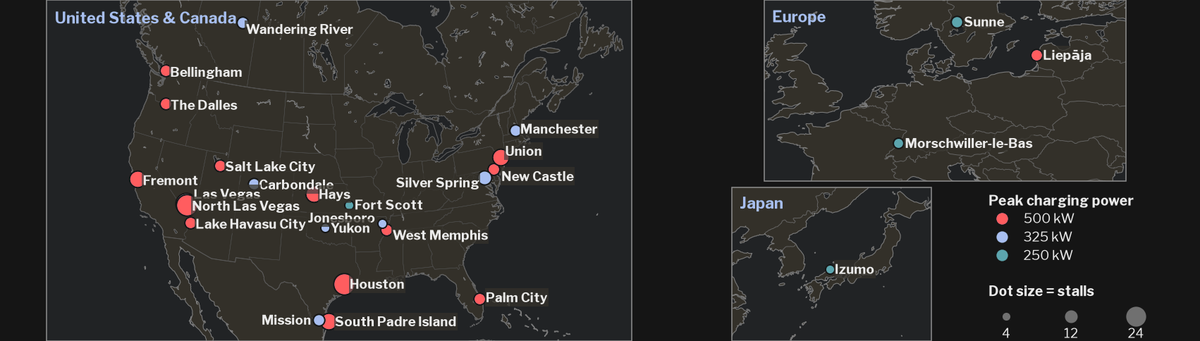 United States & Canada
Wandering River
Bellingham
The Dalles
Manchester
Union
Salt Lake City
New Castle
Fremont
Carbondale
Silver Spring
Las Vegas
Hays
North Las Vegas
Fort Scott
Jonesboro
Lake Havasu City
Yukon
West Memphis
Houston
Palm City
Mission
South Padre Island
Europe
Sunne
Liepāja
Morschwiller-le-Bas
Japan
Izumo
Peak charging power
500 kW
325 kW
250 kW
Dot size = stalls
4 12 24